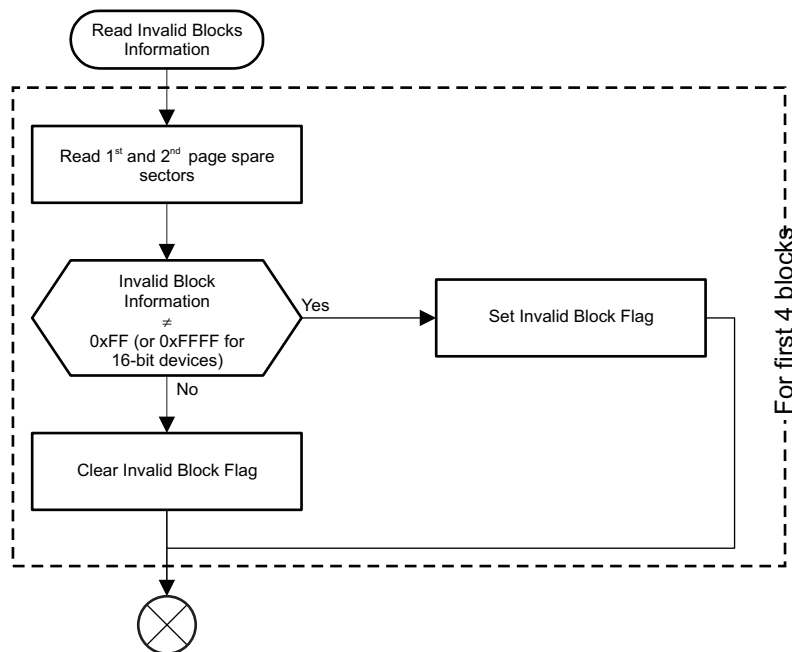 Read Invalid Blocks
Information
Read 1st and 2nd page spare
sectors
Invalid Block
Information
≠
0xFF (or 0xFFFF for
16-bit devices)
Yes
Set Invalid Block Flag
No
Clear Invalid Block Flag
For first 4 blocks